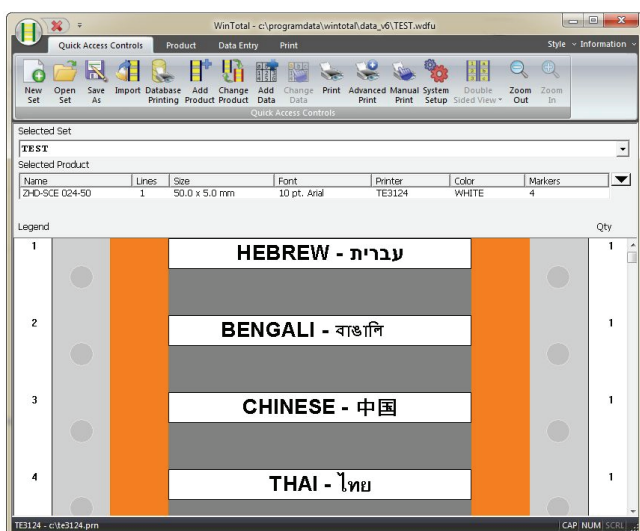 WinTotal - c:\programdata\wintotal\data_v6\TEST.wdfu
Quick Access Controls Product Data Entry Print Style Information
New Set Open Set Save As Import Database Printing Add Product Change Product Add Data Change Data Print Advanced Print Manual Print System Setup Double Sided View Zoom Out Zoom In
Quick Access Controls
Selected Set
TEST
Selected Product
Name Lines Size Font Printer Color Markers
ZHD-SCE 024-50 1 50.0 x 5.0 mm 10 pt. Arial TE3124 WHITE 4
Legend Qty
1 HEBREW - עברית 1
2 BENGALI - বাঙালি 1
3 CHINESE - 中国 1
4 THAI - ไทย 1
TE3124 - c:\te3124.prn CAP NUM SCRL